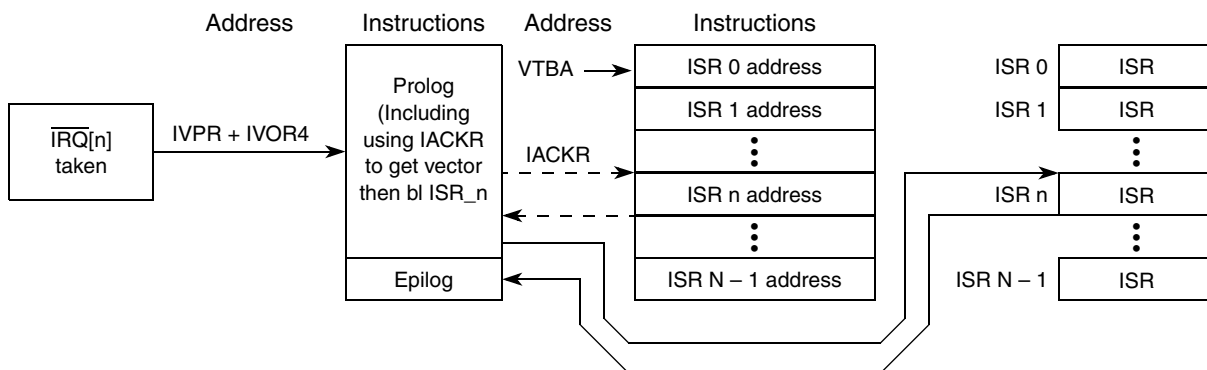 Address Instructions Address Instructions
IRQ[n]
taken
IVPR + IVOR4
Prolog
(Including
using IACKR
to get vector
then bl ISR_n
Epilog
VTBA
IACKR
ISR 0 address
ISR 1 address
ISR n address
ISR N – 1 address
ISR 0 ISR
ISR 1 ISR
ISR n ISR
ISR N – 1 ISR